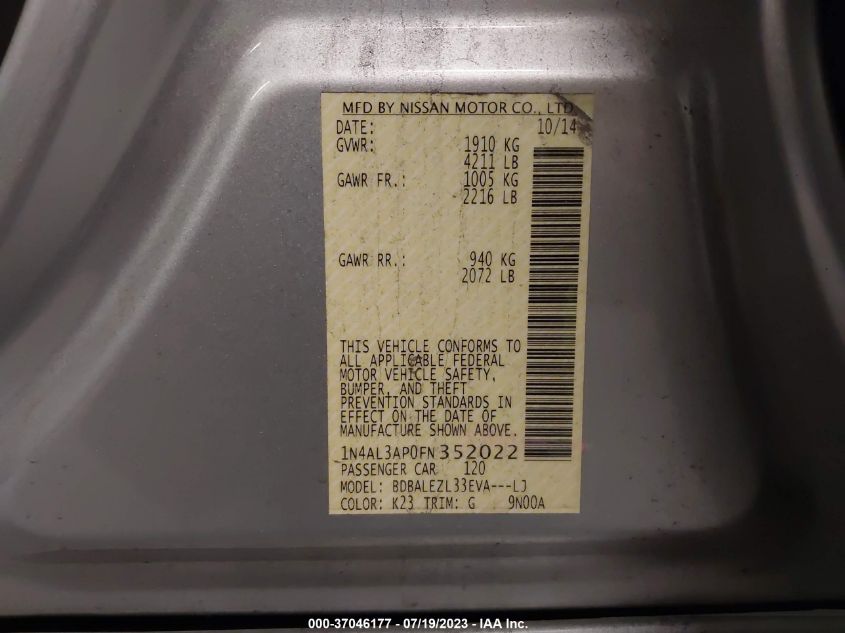 MFD BY NISSAN MOTOR CO., LTD.
DATE: 10/14
GVWR: 1910 KG
4211 LB
GAWR FR.: 1005 KG
2216 LB
GAWR RR.: 940 KG
2072 LB
THIS VEHICLE CONFORMS TO
ALL APPLICABLE FEDERAL
MOTOR VEHICLE SAFETY,
BUMPER, AND THEFT
PREVENTION STANDARDS IN
EFFECT ON THE DATE OF
MANUFACTURE SHOWN ABOVE.
1N4AL3AP0FN352022
PASSENGER CAR 120
MODEL: BDBALEZL33EVA---LJ
COLOR: K23 TRIM: G 9N00A
000-37046177 - 07/19/2023 - IAA Inc.